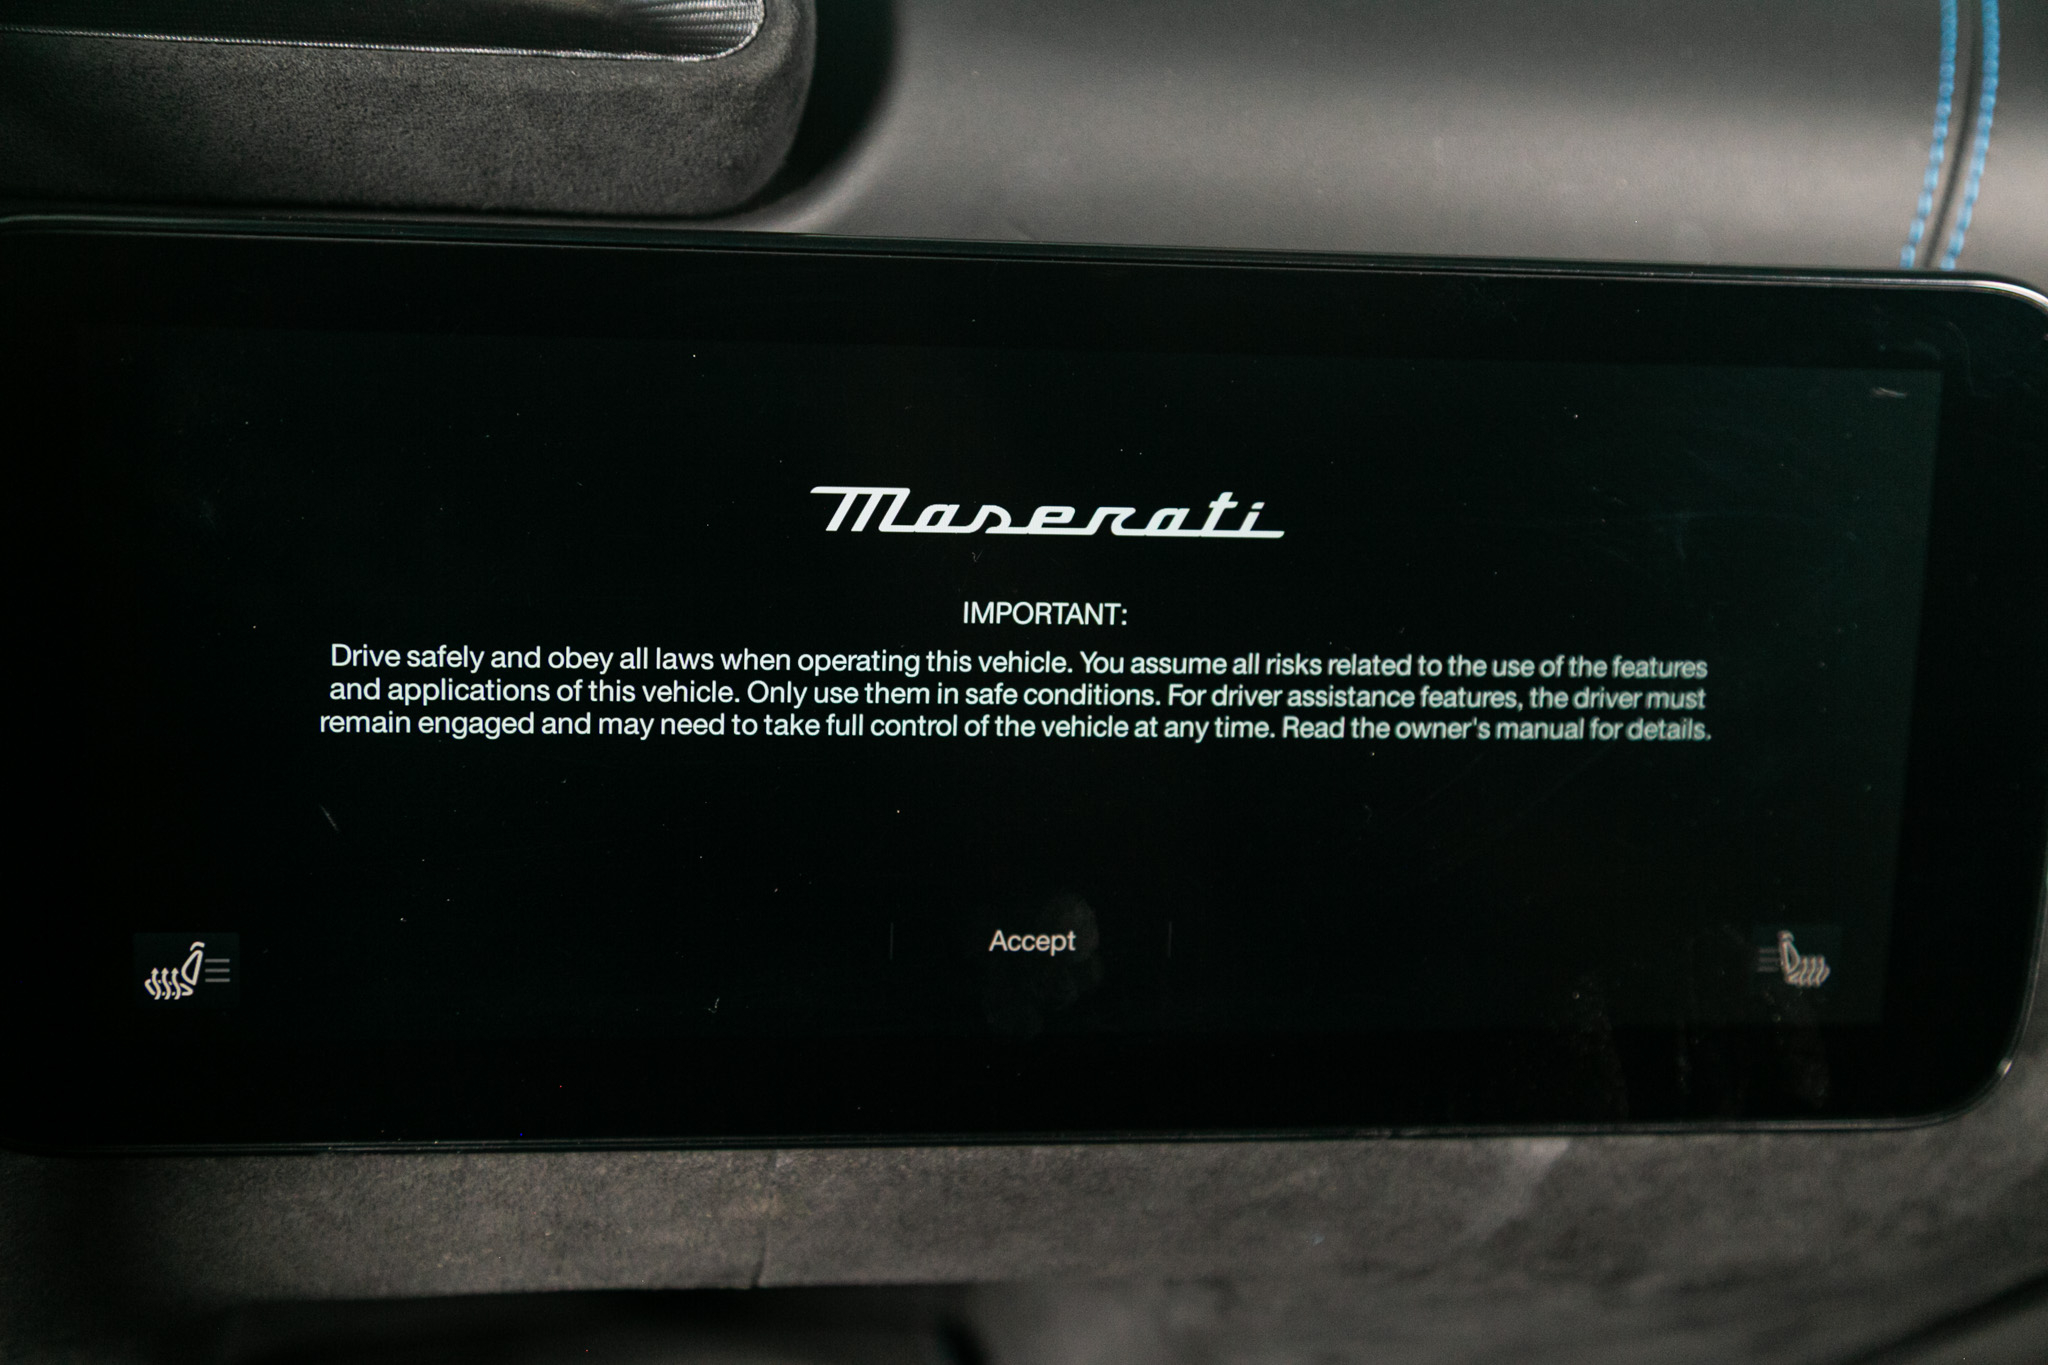 Maserati
IMPORTANT:
Drive safely and obey all laws when operating this vehicle. You assume all risks related to the use of the features
and applications of this vehicle. Only use them in safe conditions. For driver assistance features, the driver must
remain engaged and may need to take full control of the vehicle at any time. Read the owner's manual for details.
Accept